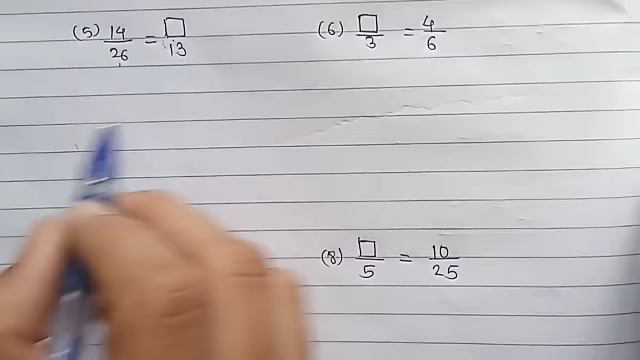 (5) 14/26 = □/13
(6) □/3 = 4/6
(8) □/5 = 10/25